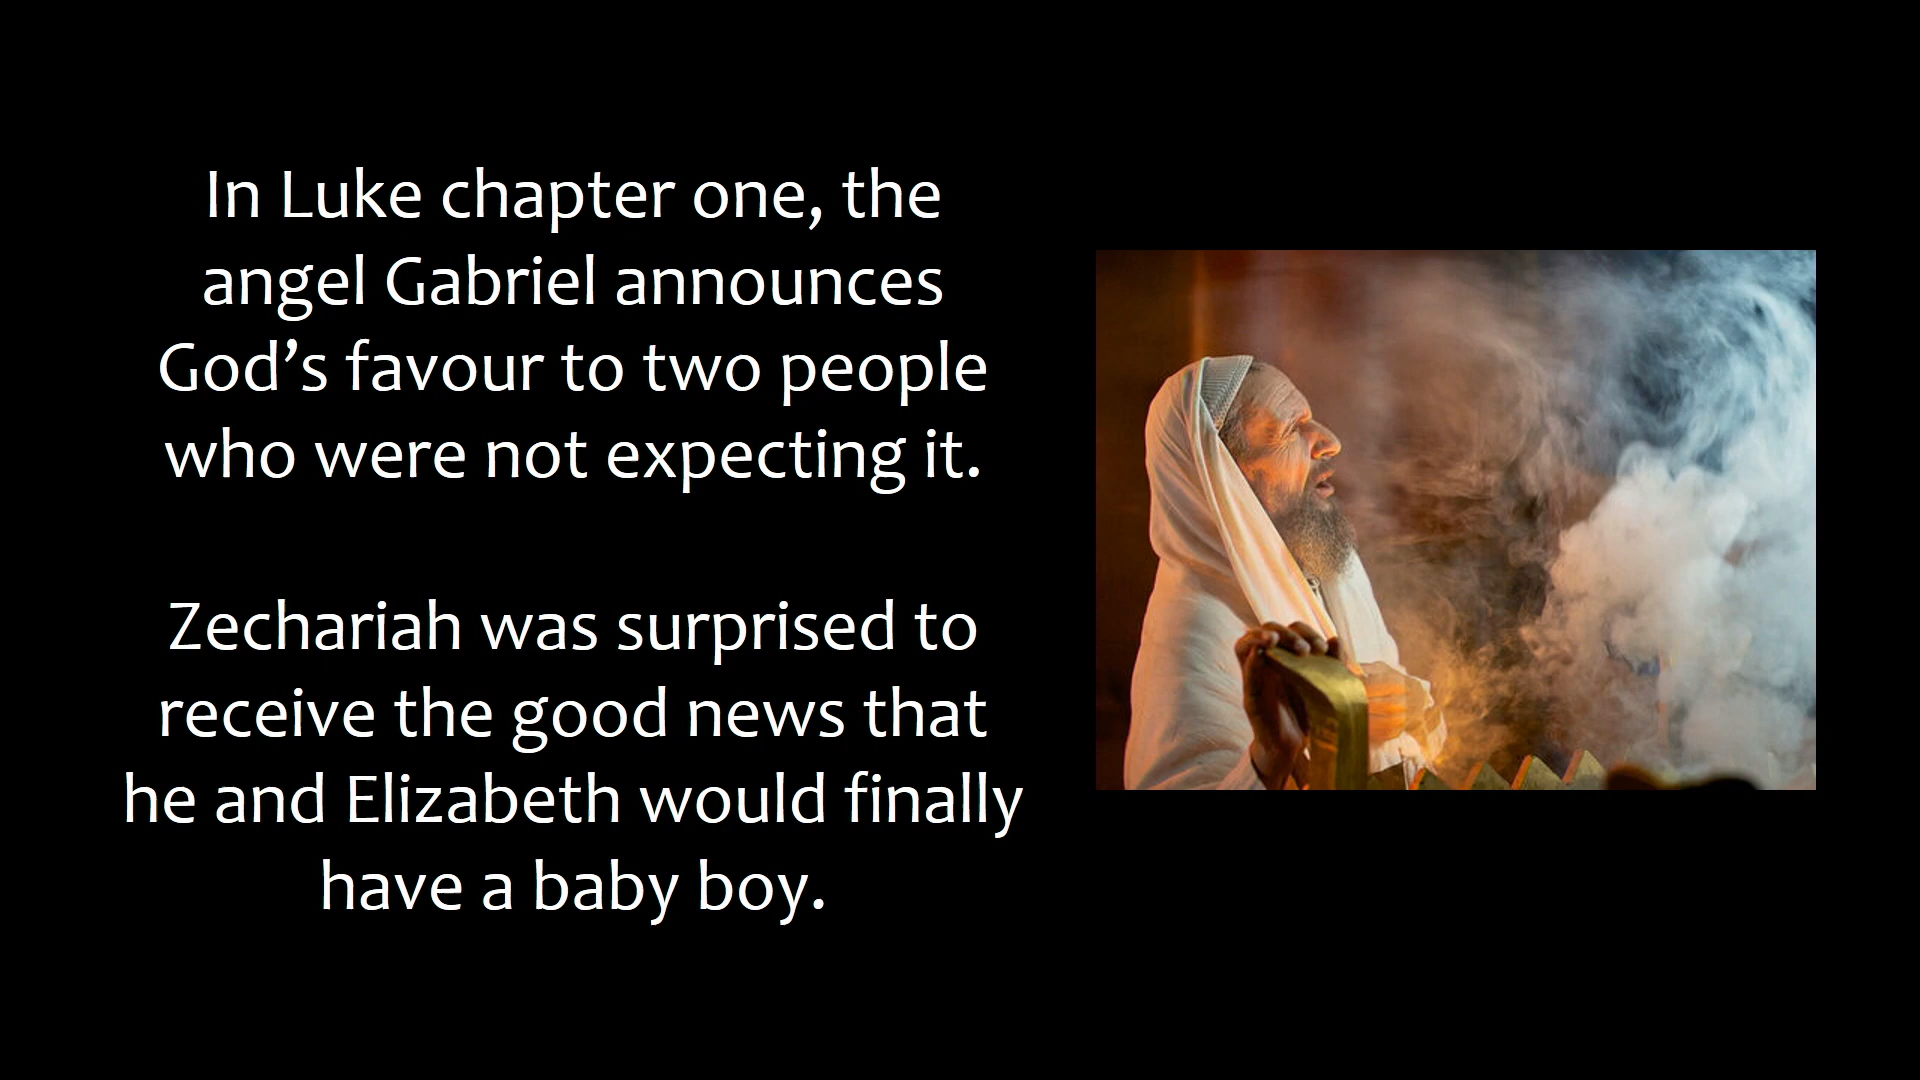 In Luke chapter one, the
angel Gabriel announces
God’s favour to two people
who were not expecting it.
Zechariah was surprised to
receive the good news that
he and Elizabeth would finally
have a baby boy.